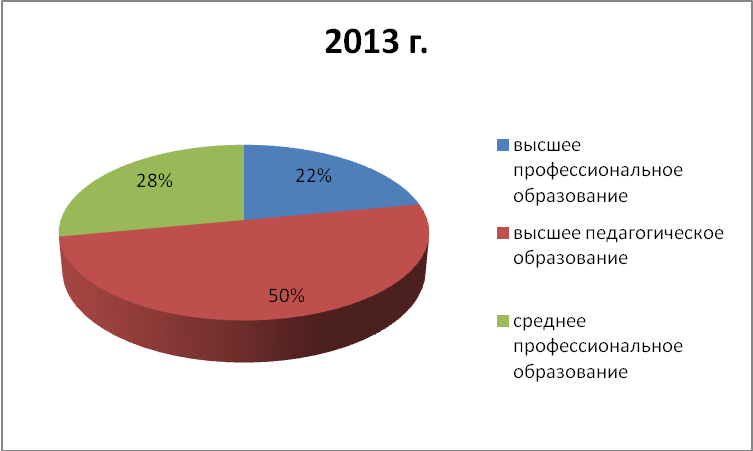 2013 г.
28%
22%
50%
высшее
профессиональное
образование
высшее педагогическое
образование
среднее
профессиональное
образование